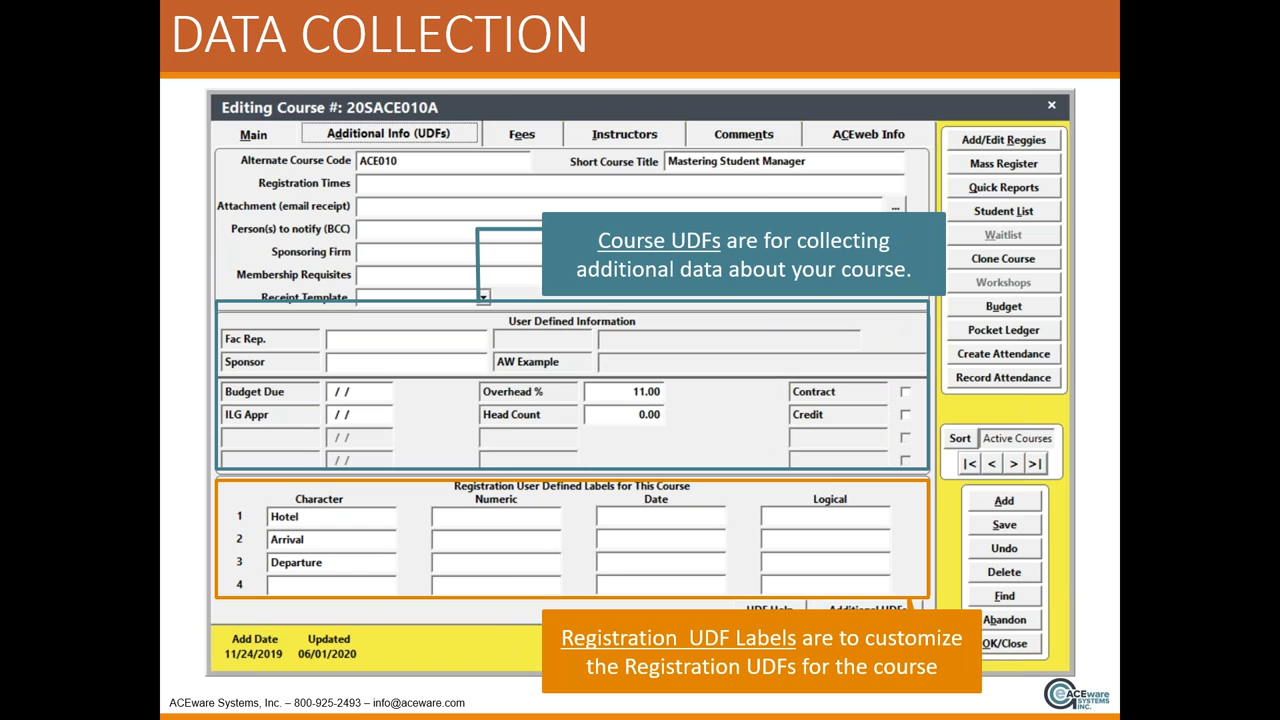 DATA COLLECTION
Editing Course #: 20SACE010A
×
Main
Additional Info (UDFs)
Fees
Instructors
Comments
ACEweb Info
Alternate Course Code ACE010
Short Course Title Mastering Student Manager
Registration Times
Attachment (email receipt)
...
Person(s) to notify (BCC)
Sponsoring Firm
Membership Requisites
Receipt Template
Course UDFs are for collecting
additional data about your course.
User Defined Information
Fac Rep.
Sponsor
AW Example
Budget Due / /
Overhead % 11.00
Contract
ILG Appr / /
Head Count 0.00
Credit
/ /
/ /
Registration User Defined Labels for This Course
Character Numeric Date Logical
1 Hotel
2 Arrival
3 Departure
4
UDF Help
Additional UDFs
Registration UDF Labels are to customize
the Registration UDFs for the course
Add Date Updated
11/24/2019 06/01/2020
Add/Edit Reggies
Mass Register
Quick Reports
Student List
Waitlist
Clone Course
Workshops
Budget
Pocket Ledger
Create Attendance
Record Attendance
Sort Active Courses
|< < > >|
Add
Save
Undo
Delete
Find
Abandon
OK/Close
ACEware Systems, Inc. – 800-925-2493 – info@aceware.com
ACEware
SYSTEMS
INC.